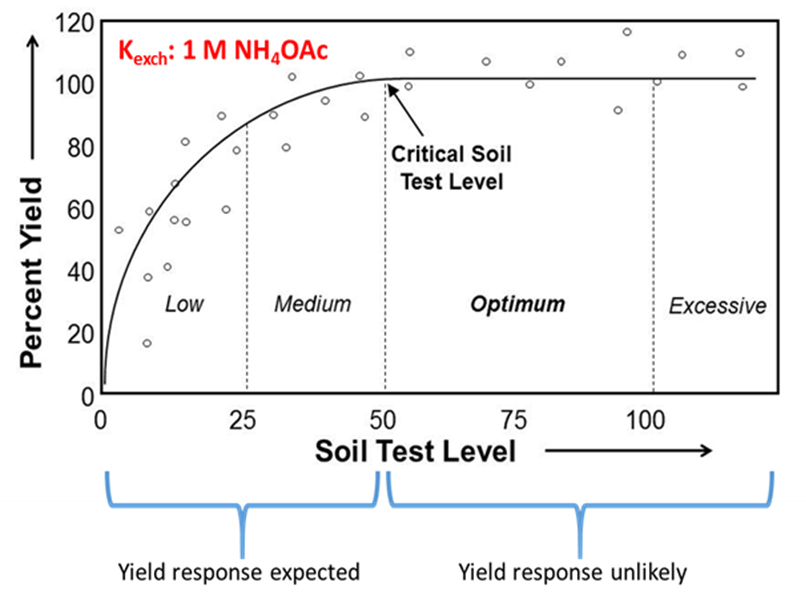 120
K_exch: 1 M NH₄OAc
100
Critical Soil
Test Level
80
60
40
20
0
Percent Yield
Low Medium Optimum Excessive
0 25 50 75 100
Soil Test Level
Yield response expected Yield response unlikely